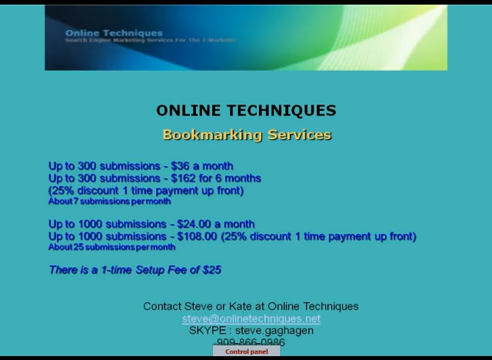 Online Techniques
Search Engine Marketing Services For The E-Marketer
ONLINE TECHNIQUES
Bookmarking Services
Up to 300 submissions - $36 a month
Up to 300 submissions - $162 for 6 months
(25% discount 1 time payment up front)
About 7 submissions per month
Up to 1000 submissions - $24.00 a month
Up to 1000 submissions - $108.00 (25% discount 1 time payment up front)
About 25 submissions per month
There is a 1-time Setup Fee of $25
Contact Steve or Kate at Online Techniques
steve@onlinetechniques.net
SKYPE : steve.gaghagen
909-866-0986
Control panel